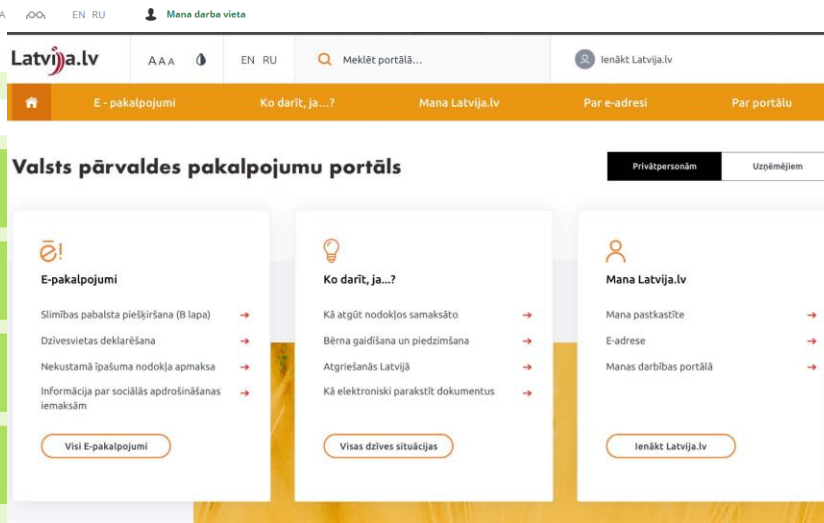 A EN RU Mana darba vieta
Latvija.lv A A A EN RU Meklēt portālā... Ienākt Latvija.lv
E - pakalpojumi Ko darīt, ja...? Mana Latvija.lv Par e-adresi Par portālu
Valsts pārvaldes pakalpojumu portāls Privātpersonām Uzņēmējiem
ē!
E-pakalpojumi
Slimības pabalsta piešķiršana (B lapa)
Dzīvesvietas deklarēšana
Nekustamā īpašuma nodokļa apmaksa
Informācija par sociālās apdrošināšanas
iemaksām
Visi E-pakalpojumi
Ko darīt, ja...?
Kā atgūt nodokļos samaksāto
Bērna gaidīšana un piedzimšana
Atgriešanās Latvijā
Kā elektroniski parakstīt dokumentus
Visas dzīves situācijas
Mana Latvija.lv
Mana pastkastīte
E-adrese
Manas darbības portālā
Ienākt Latvija.lv